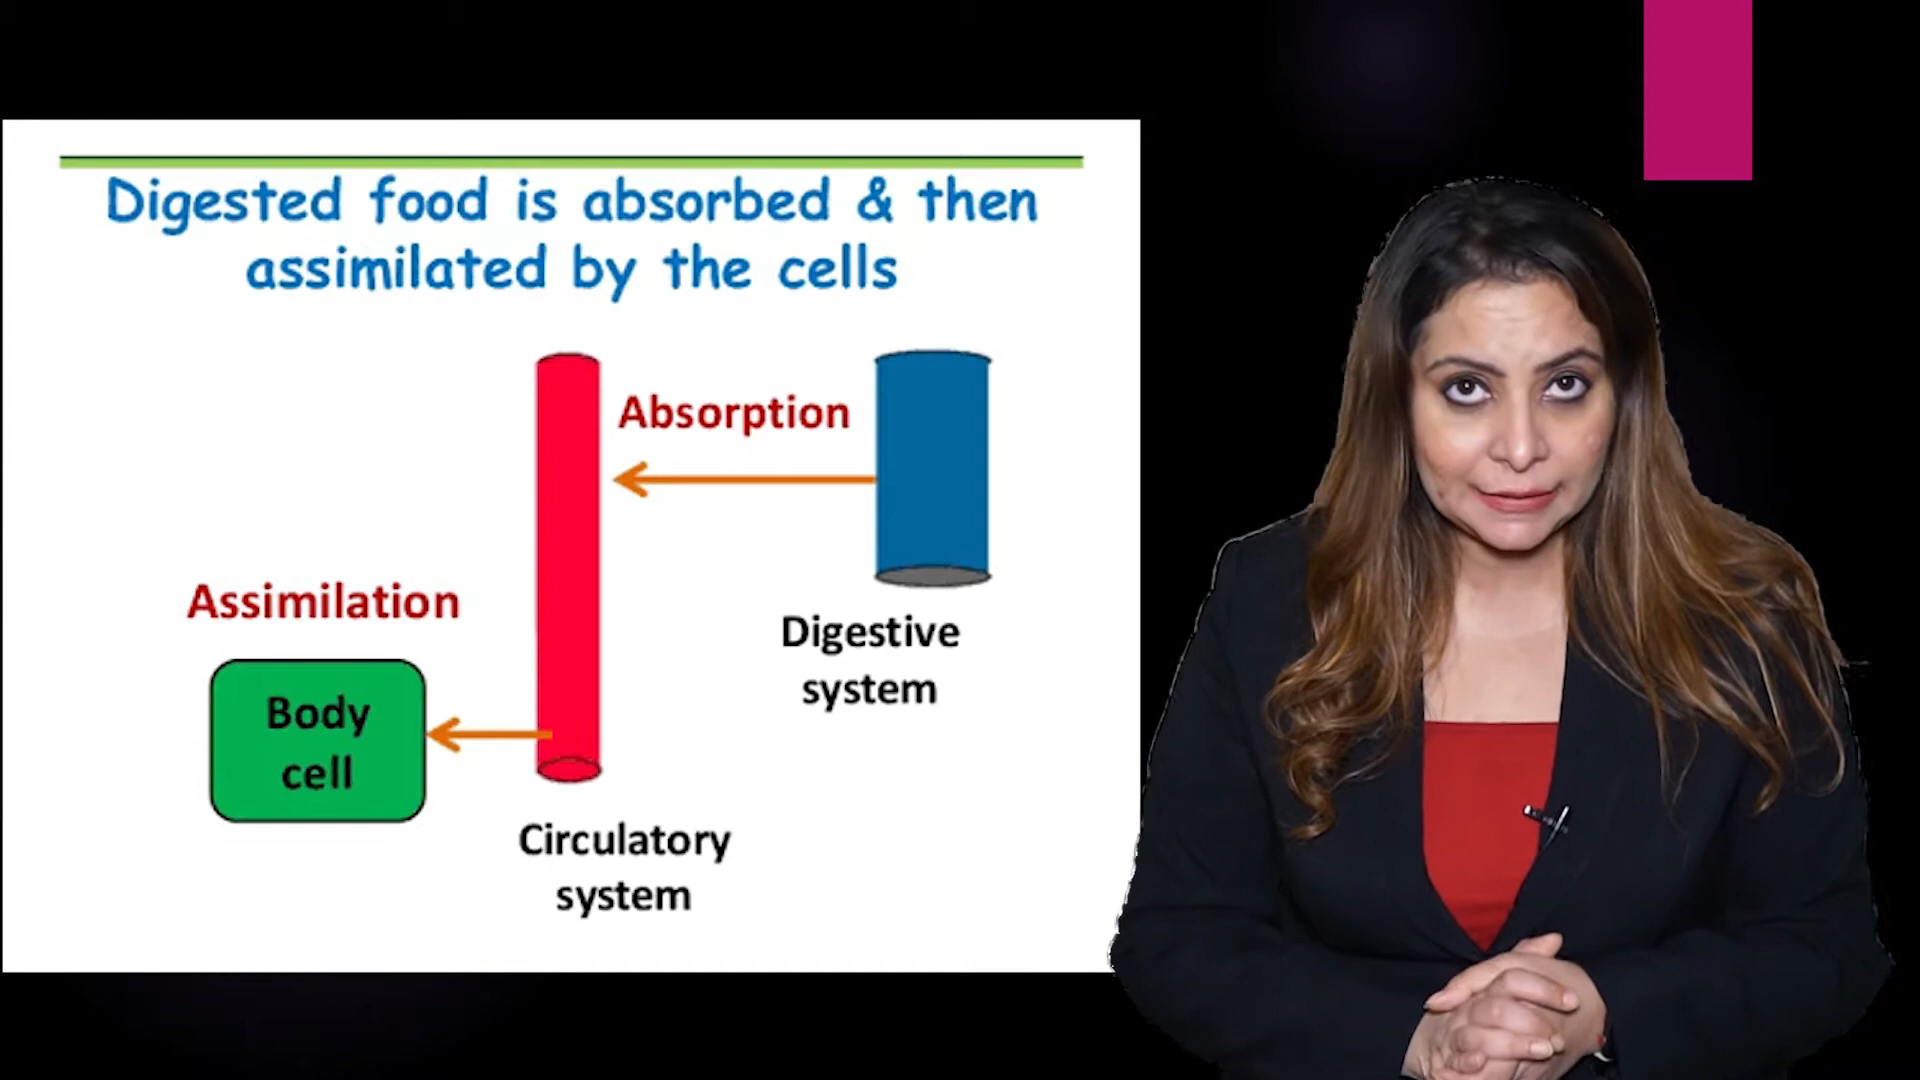 Digested food is absorbed & then
assimilated by the cells
Absorption
Assimilation
Digestive
system
Body
cell
Circulatory
system